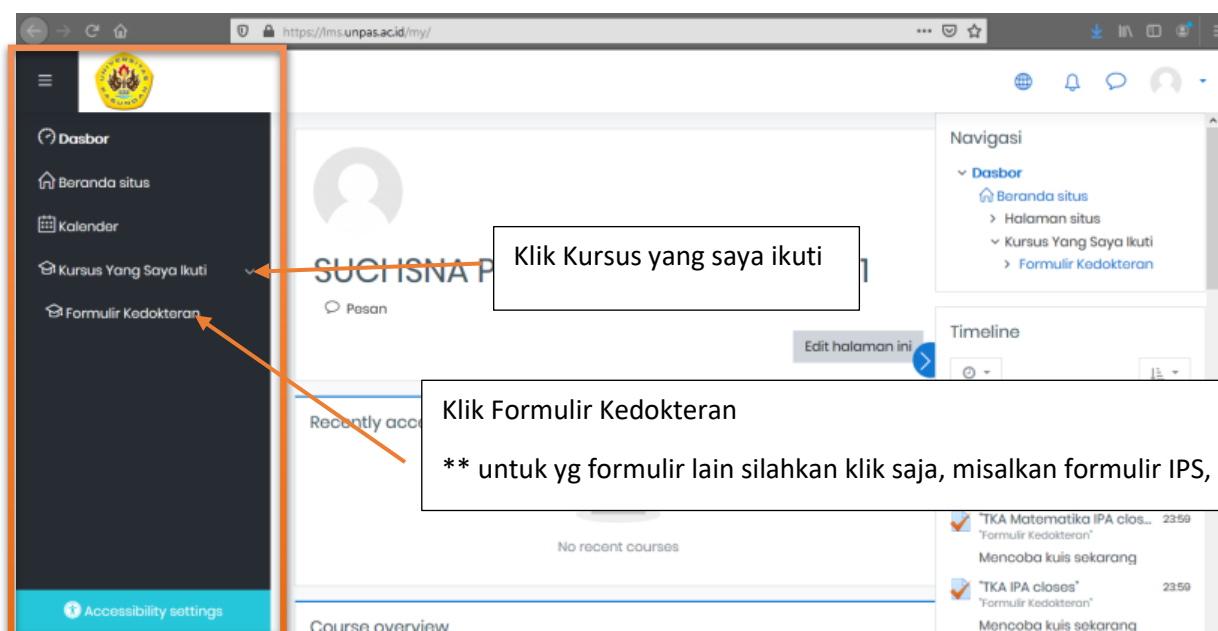 https://lms.unpas.ac.id/my/
Dasbor
Beranda situs
Kalender
Kursus Yang Saya Ikuti
Formulir Kedokteran
Accessibility settings
SUCHSNA P
1
Pesan
Edit halaman ini
Klik Kursus yang saya ikuti
Klik Formulir Kedokteran
** untuk yg formulir lain silahkan klik saja, misalkan formulir IPS,
Recently acce
No recent courses
Course overview
Navigasi
Dasbor
Beranda situs
Halaman situs
Kursus Yang Saya Ikuti
Formulir Kedokteran
Timeline
"TKA Matematika IPA clos... 23:59
"Formulir Kedokteran"
Mencoba kuis sekarang
"TKA IPA closes" 23:59
"Formulir Kedokteran"
Mencoba kuis sekarang